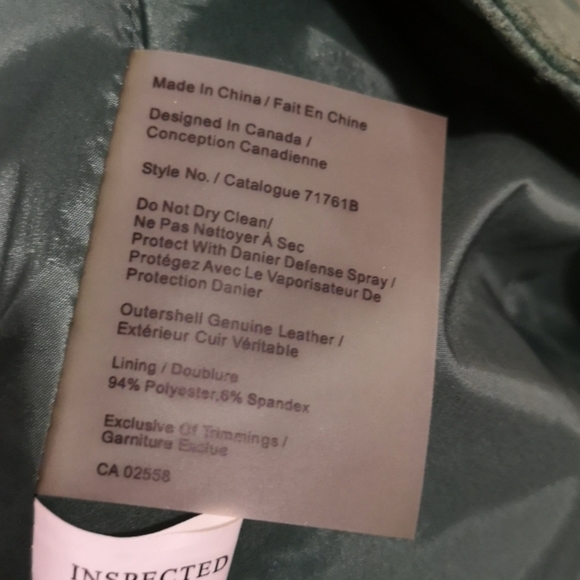 Made In China / Fait En Chine
Designed In Canada /
Conception Canadienne
Style No. / Catalogue 71761B
Do Not Dry Clean/
Ne Pas Nettoyer À Sec
Protect With Danier Defense Spray /
Protégez Avec Le Vaporisateur De
Protection Danier
Outershell Genuine Leather /
Extérieur Cuir Véritable
Lining / Doublure
94% Polyester,6% Spandex
Exclusive Of Trimmings /
Garniture Exclue
CA 02558
INSPECTED